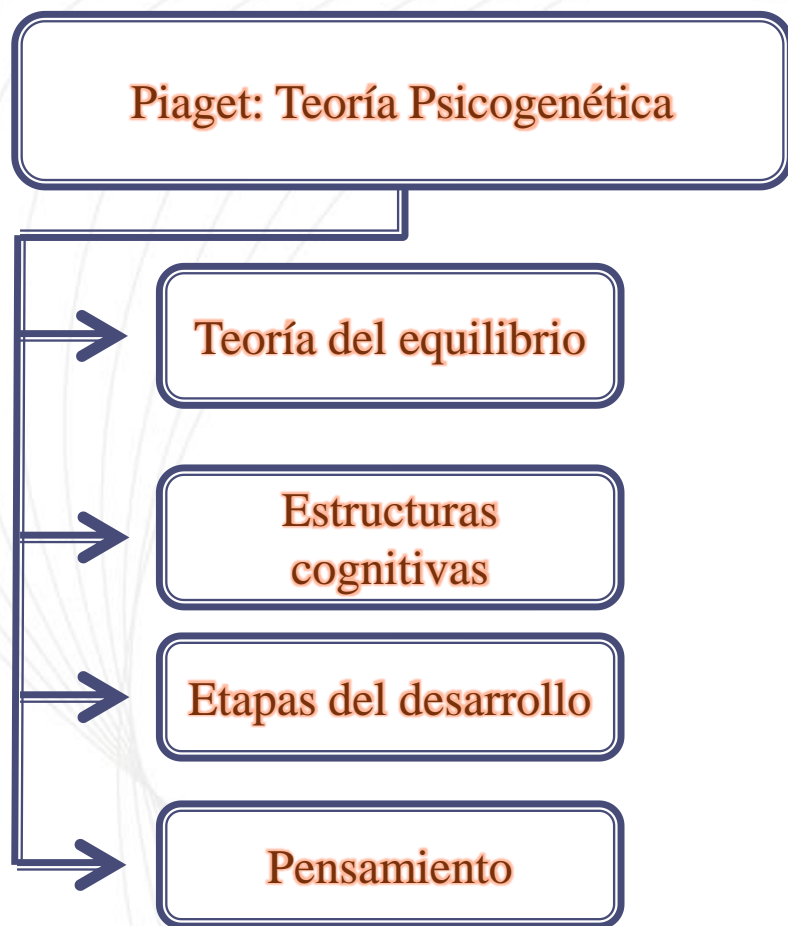 Piaget: Teoría Psicogenética
Teoría del equilibrio
Estructuras
cognitivas
Etapas del desarrollo
Pensamiento